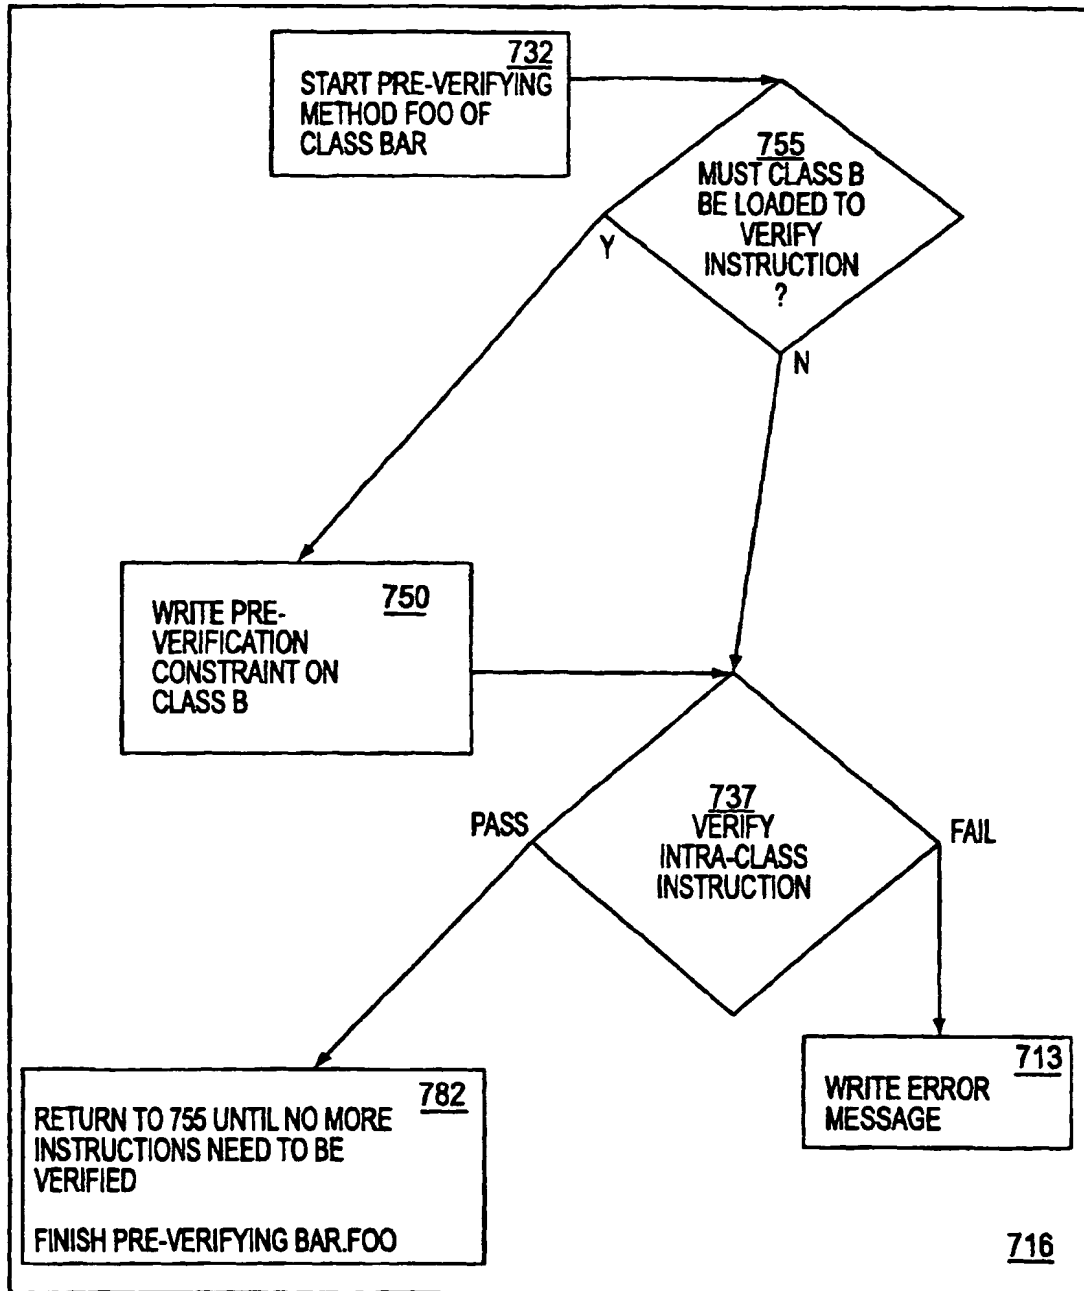 732
START PRE-VERIFYING
METHOD FOO OF
CLASS BAR
755
MUST CLASS B
BE LOADED TO
VERIFY
INSTRUCTION
?
Y
N
750
WRITE PRE-
VERIFICATION
CONSTRAINT ON
CLASS B
737
VERIFY
INTRA-CLASS
INSTRUCTION
PASS
FAIL
782
RETURN TO 755 UNTIL NO MORE
INSTRUCTIONS NEED TO BE
VERIFIED
FINISH PRE-VERIFYING BAR.FOO
713
WRITE ERROR
MESSAGE
716